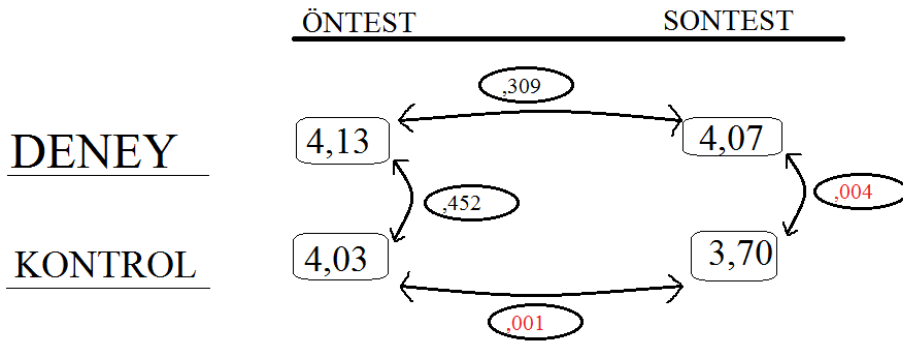 ÖNTEST SONTEST
,309
DENEY 4,13 4,07
,452 ,004
KONTROL 4,03 3,70
,001